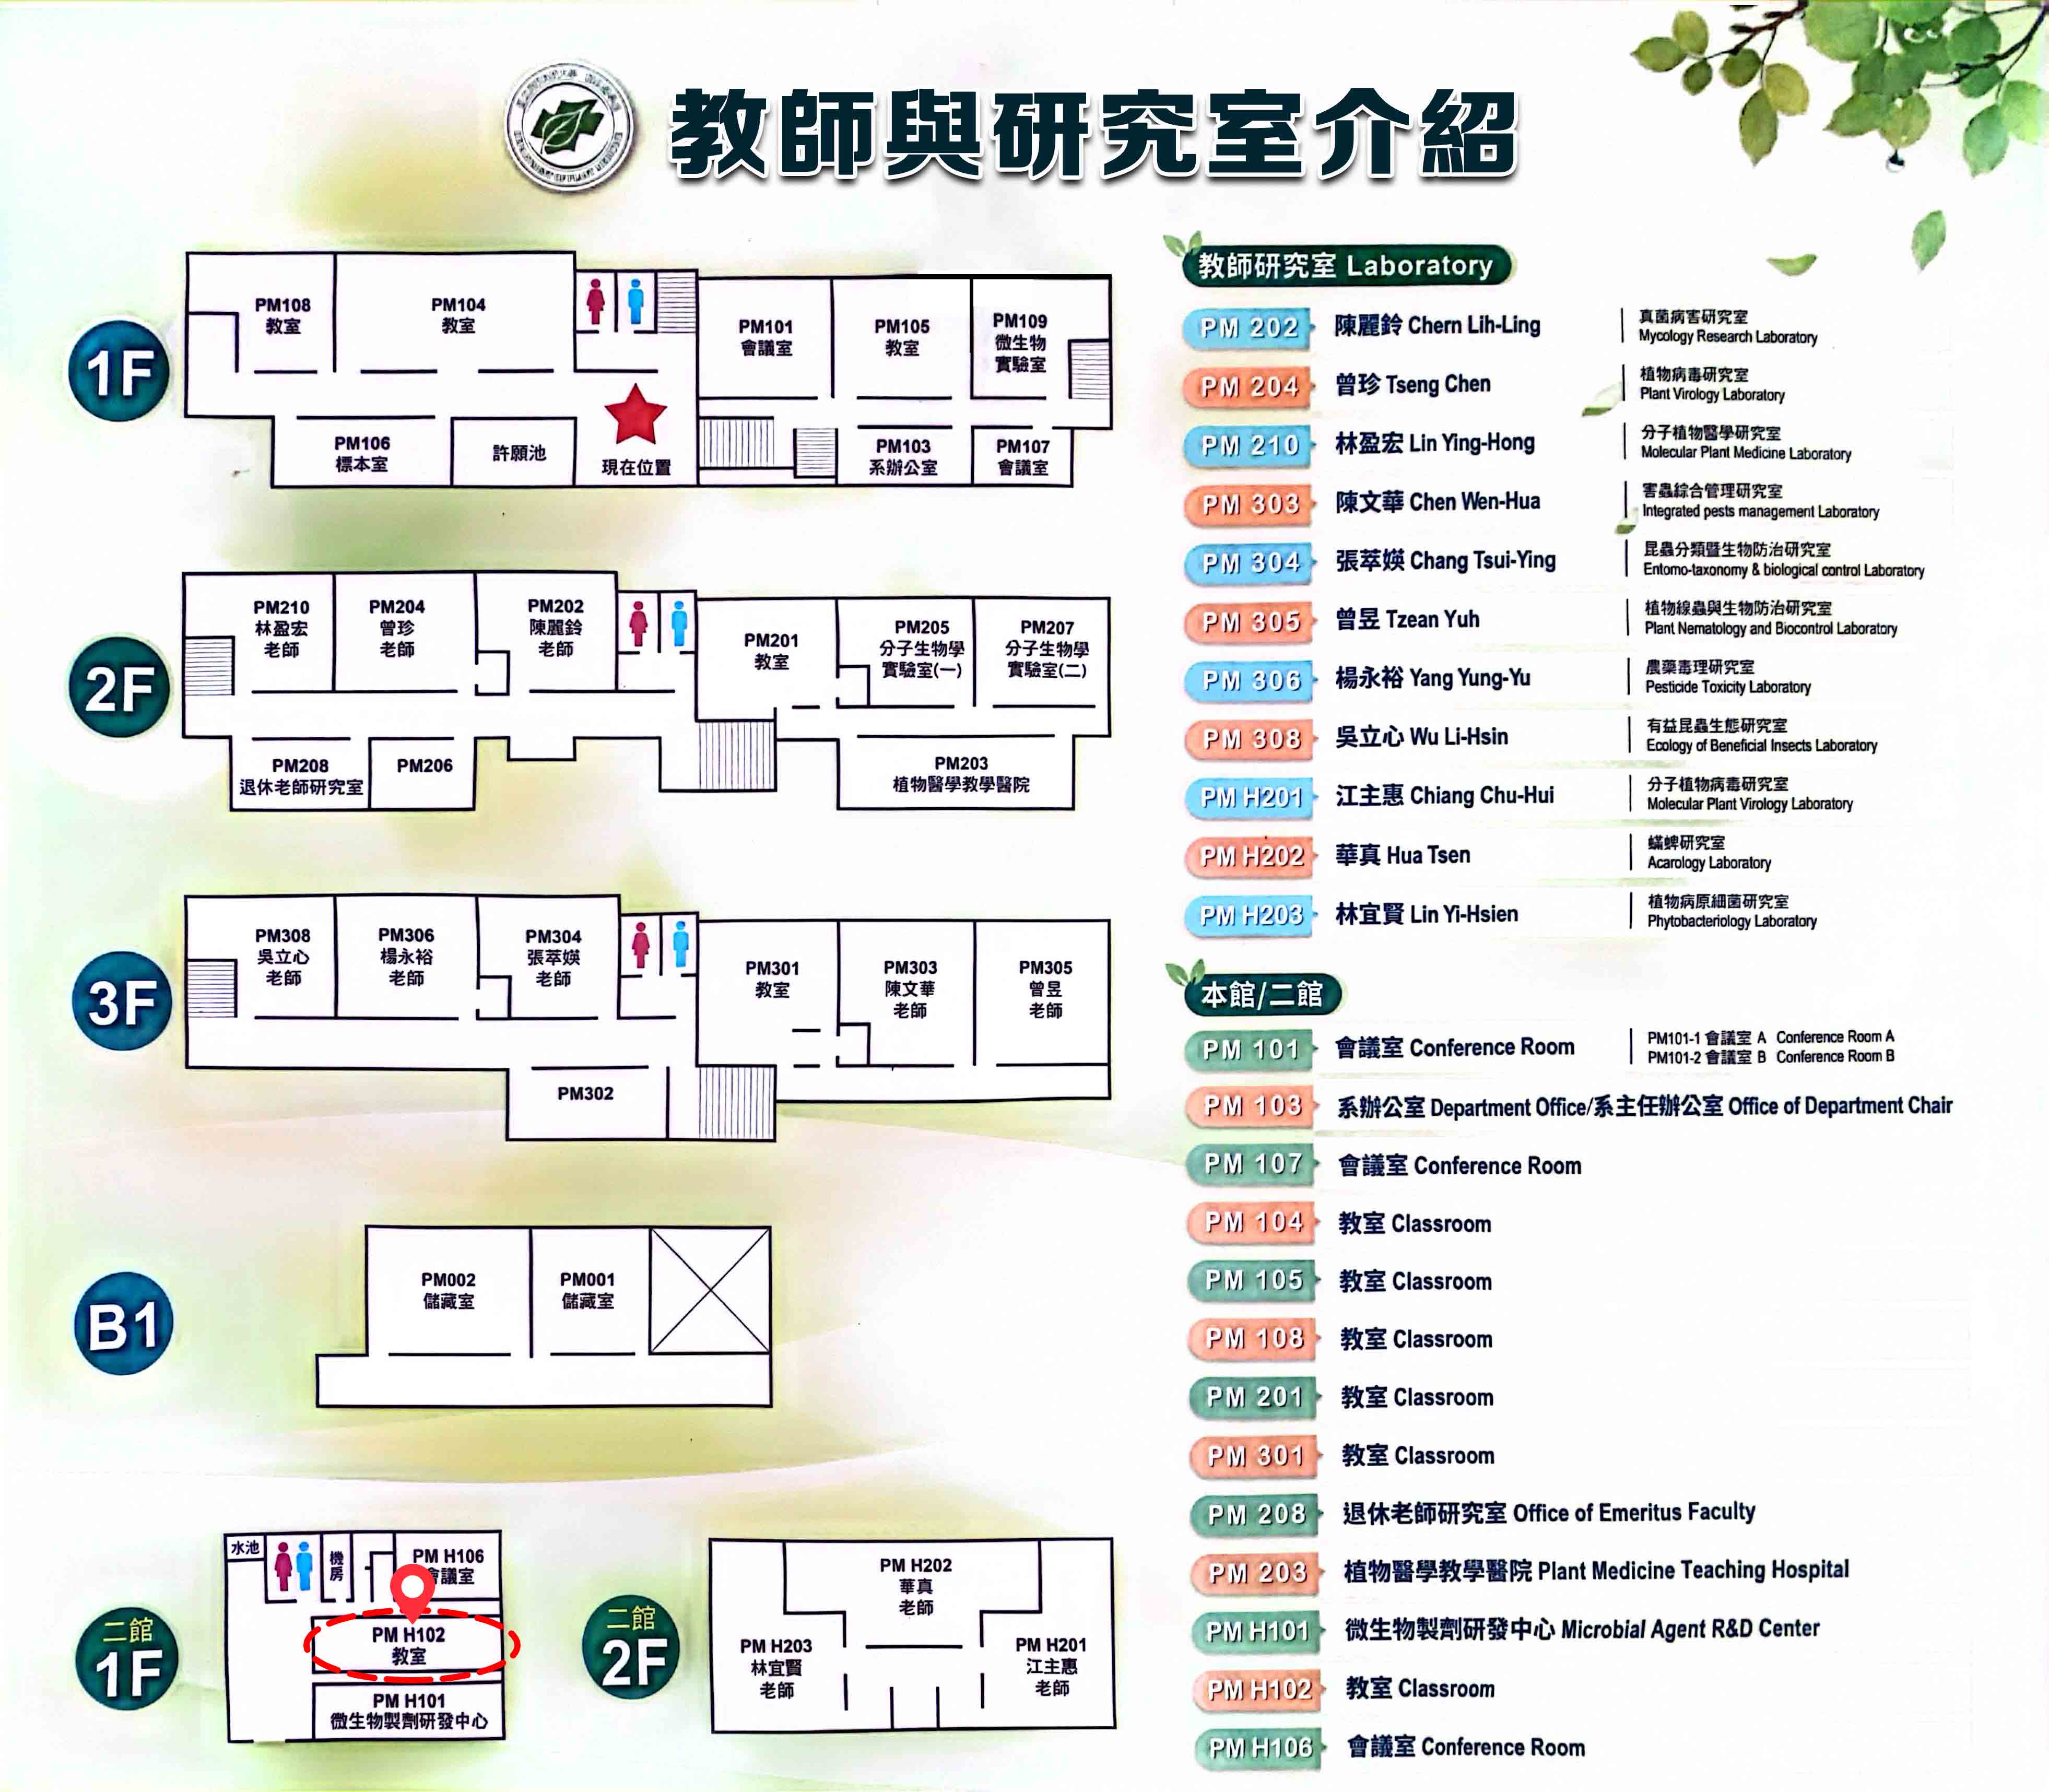 教師與研究室介紹
1F
PM108
教室
PM104
教室
PM101
會議室
PM105
教室
PM109
微生物
實驗室
PM106
標本室
許願池
現在位置
PM103
系辦公室
PM107
會議室
2F
PM210
林盈宏
老師
PM204
曾珍
老師
PM202
陳麗鈴
老師
PM201
教室
PM205
分子生物學
實驗室(一)
PM207
分子生物學
實驗室(二)
PM208
退休老師研究室
PM206
PM203
植物醫學教學醫院
3F
PM308
吳立心
老師
PM306
楊永裕
老師
PM304
張萃媖
老師
PM301
教室
PM303
陳文華
老師
PM305
曾昱
老師
PM302
B1
PM002
儲藏室
PM001
儲藏室
二館
1F
水池
機房
PM H106
會議室
PM H102
教室
PM H101
微生物製劑研發中心
二館
2F
PM H202
華真
老師
PM H203
林宜賢
老師
PM H201
江主惠
老師
教師研究室 Laboratory
PM 202 陳麗鈴 Chern Lih-Ling 真菌病害研究室
Mycology Research Laboratory
PM 204 曾珍 Tseng Chen 植物病毒研究室
Plant Virology Laboratory
PM 210 林盈宏 Lin Ying-Hong 分子植物醫學研究室
Molecular Plant Medicine Laboratory
PM 303 陳文華 Chen Wen-Hua 害蟲綜合管理研究室
Integrated pests management Laboratory
PM 304 張萃媖 Chang Tsui-Ying 昆蟲分類暨生物防治研究室
Entomo-taxonomy & biological control Laboratory
PM 305 曾昱 Tzean Yuh 植物線蟲與生物防治研究室
Plant Nematology and Biocontrol Laboratory
PM 306 楊永裕 Yang Yung-Yu 農藥毒理研究室
Pesticide Toxicity Laboratory
PM 308 吳立心 Wu Li-Hsin 有益昆蟲生態研究室
Ecology of Beneficial Insects Laboratory
PM H201 江主惠 Chiang Chu-Hui 分子植物病毒研究室
Molecular Plant Virology Laboratory
PM H202 華真 Hua Tsen 蟎蜱研究室
Acarology Laboratory
PM H203 林宜賢 Lin Yi-Hsien 植物病原細菌研究室
Phytobacteriology Laboratory
本館/二館
PM 101 會議室 Conference Room PM101-1 會議室 A Conference Room A
PM101-2 會議室 B Conference Room B
PM 103 系辦公室 Department Office/系主任辦公室 Office of Department Chair
PM 107 會議室 Conference Room
PM 104 教室 Classroom
PM 105 教室 Classroom
PM 108 教室 Classroom
PM 201 教室 Classroom
PM 301 教室 Classroom
PM 208 退休老師研究室 Office of Emeritus Faculty
PM 203 植物醫學教學醫院 Plant Medicine Teaching Hospital
PM H101 微生物製劑研發中心 Microbial Agent R&D Center
PM H102 教室 Classroom
PM H106 會議室 Conference Room